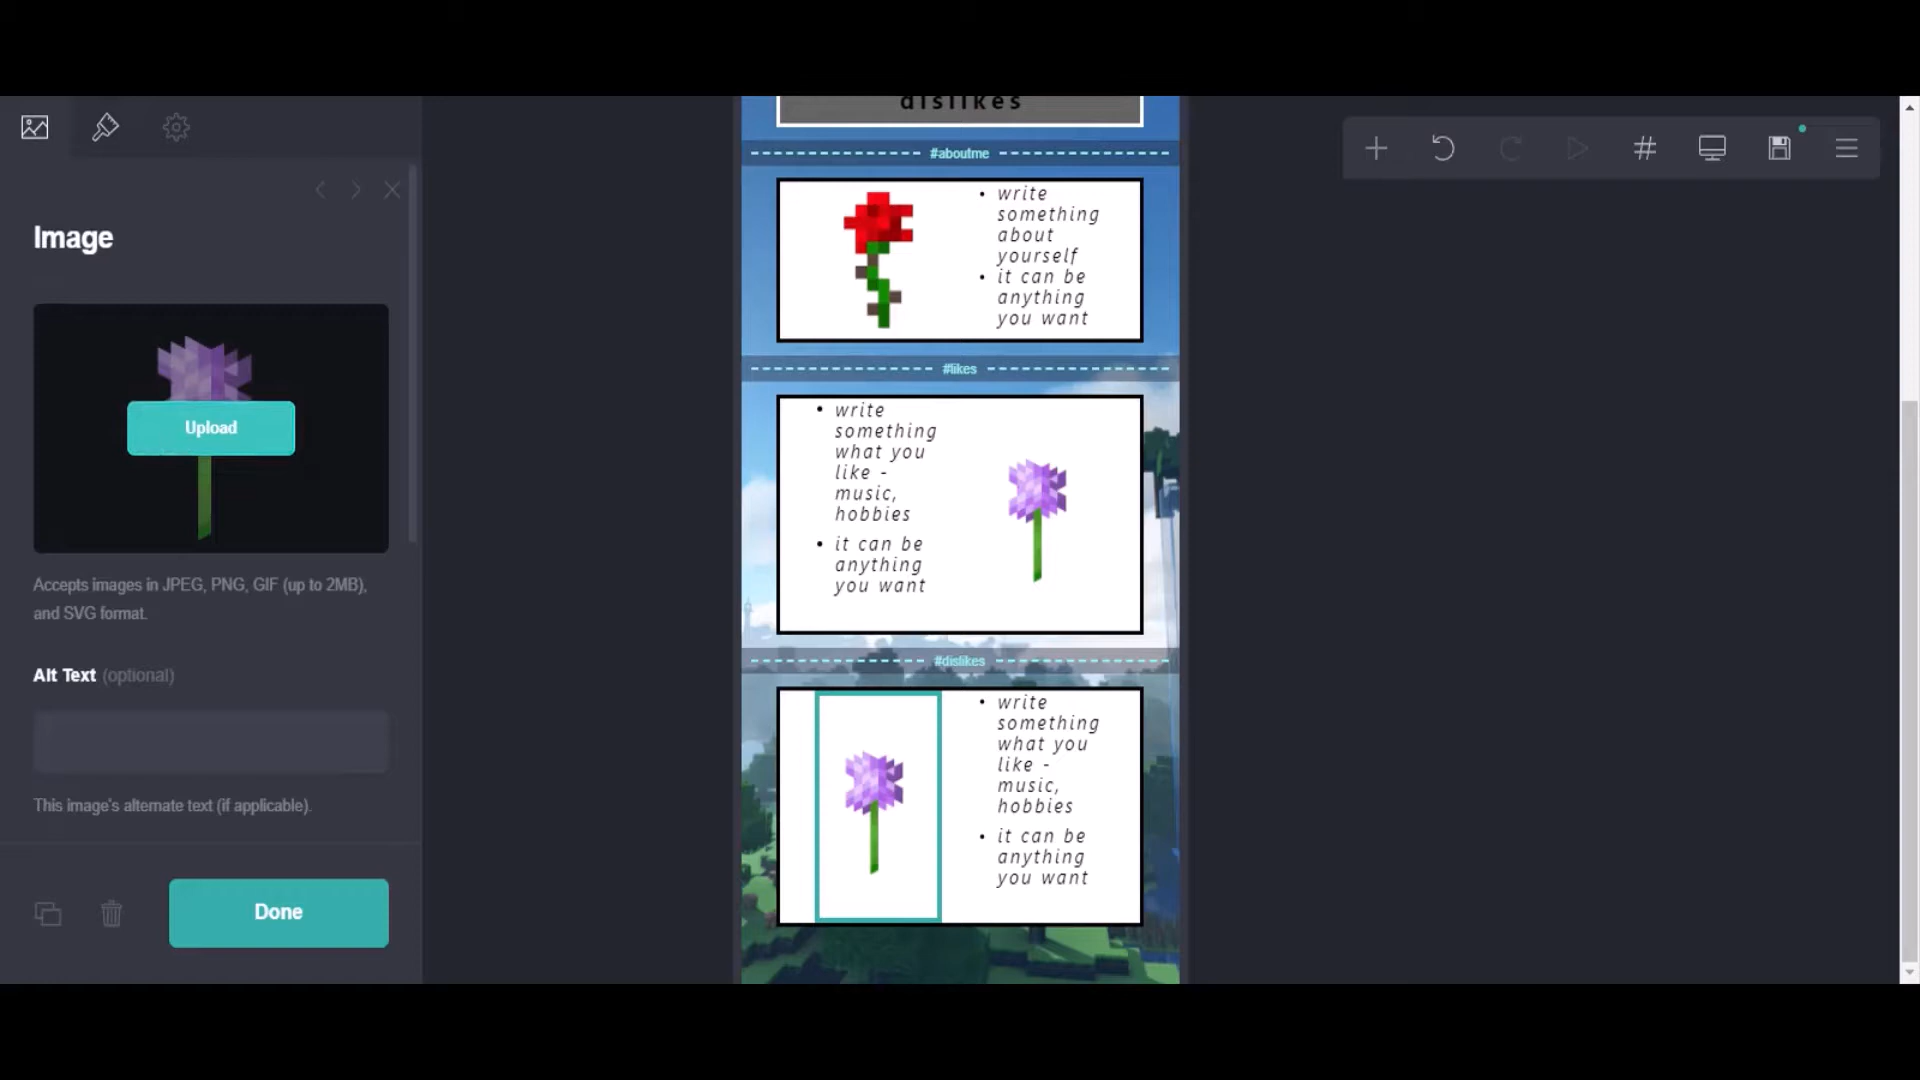 Image
Upload
Accepts images in JPEG, PNG, GIF (up to 2MB),
and SVG format.
Alt Text (optional)
This image's alternate text (if applicable).
Done
dislikes
#aboutme
• write
something
about
yourself
• it can be
anything
you want
#likes
• write
something
what you
like -
music,
hobbies
• it can be
anything
you want
#dislikes
• write
something
what you
like -
music,
hobbies
• it can be
anything
you want